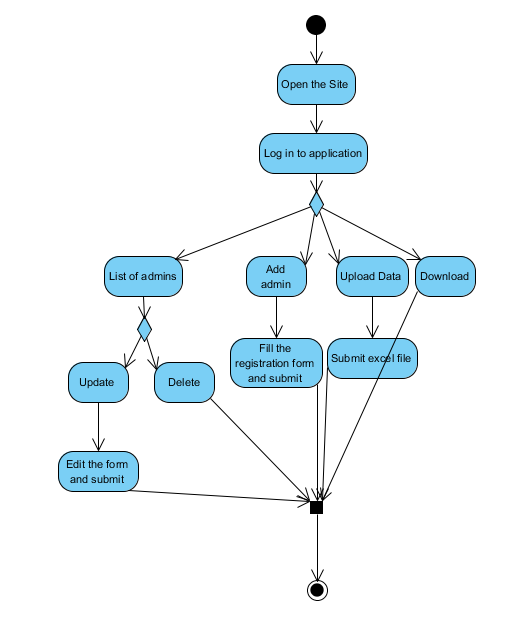 Open the Site
Log in to application
List of admins
Add
admin
Upload Data
Download
Fill the
registration form
and submit
Submit excel file
Update
Delete
Edit the form
and submit